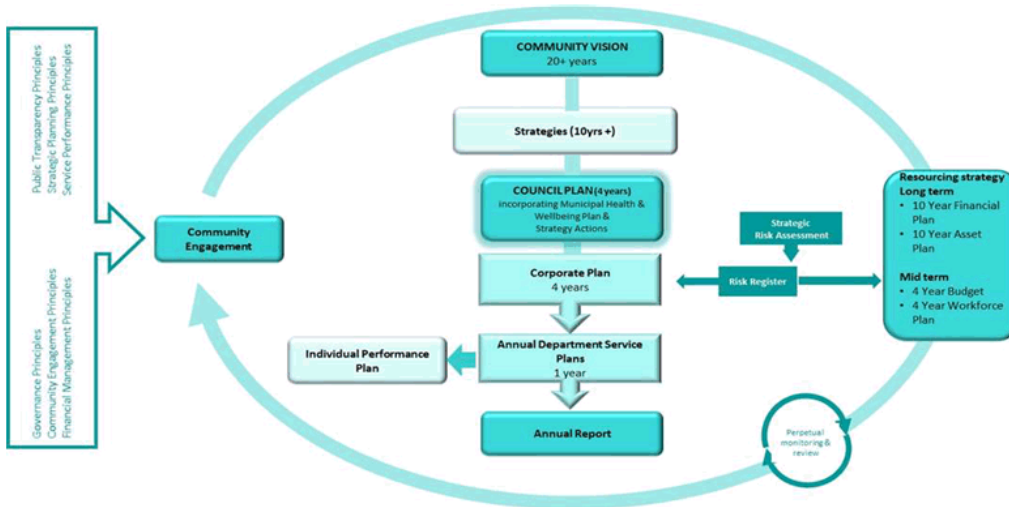 Public Transparency Principles
Strategic Planning Principles
Service Performance Principles
Governance Principles
Community Engagement Principles
Financial Management Principles
Community
Engagement
COMMUNITY VISION
20+ years
Strategies (10yrs +)
COUNCIL PLAN (4 years)
incorporating Municipal Health &
Wellbeing Plan &
Strategy Actions
Corporate Plan
4 years
Annual Department Service
Plans
1 year
Individual Performance
Plan
Annual Report
Strategic
Risk Assessment
Risk Register
Resourcing strategy
Long term
• 10 Year Financial
Plan
• 10 Year Asset
Plan
Mid term
• 4 Year Budget
• 4 Year Workforce
Plan
Perpetual
monitoring &
review